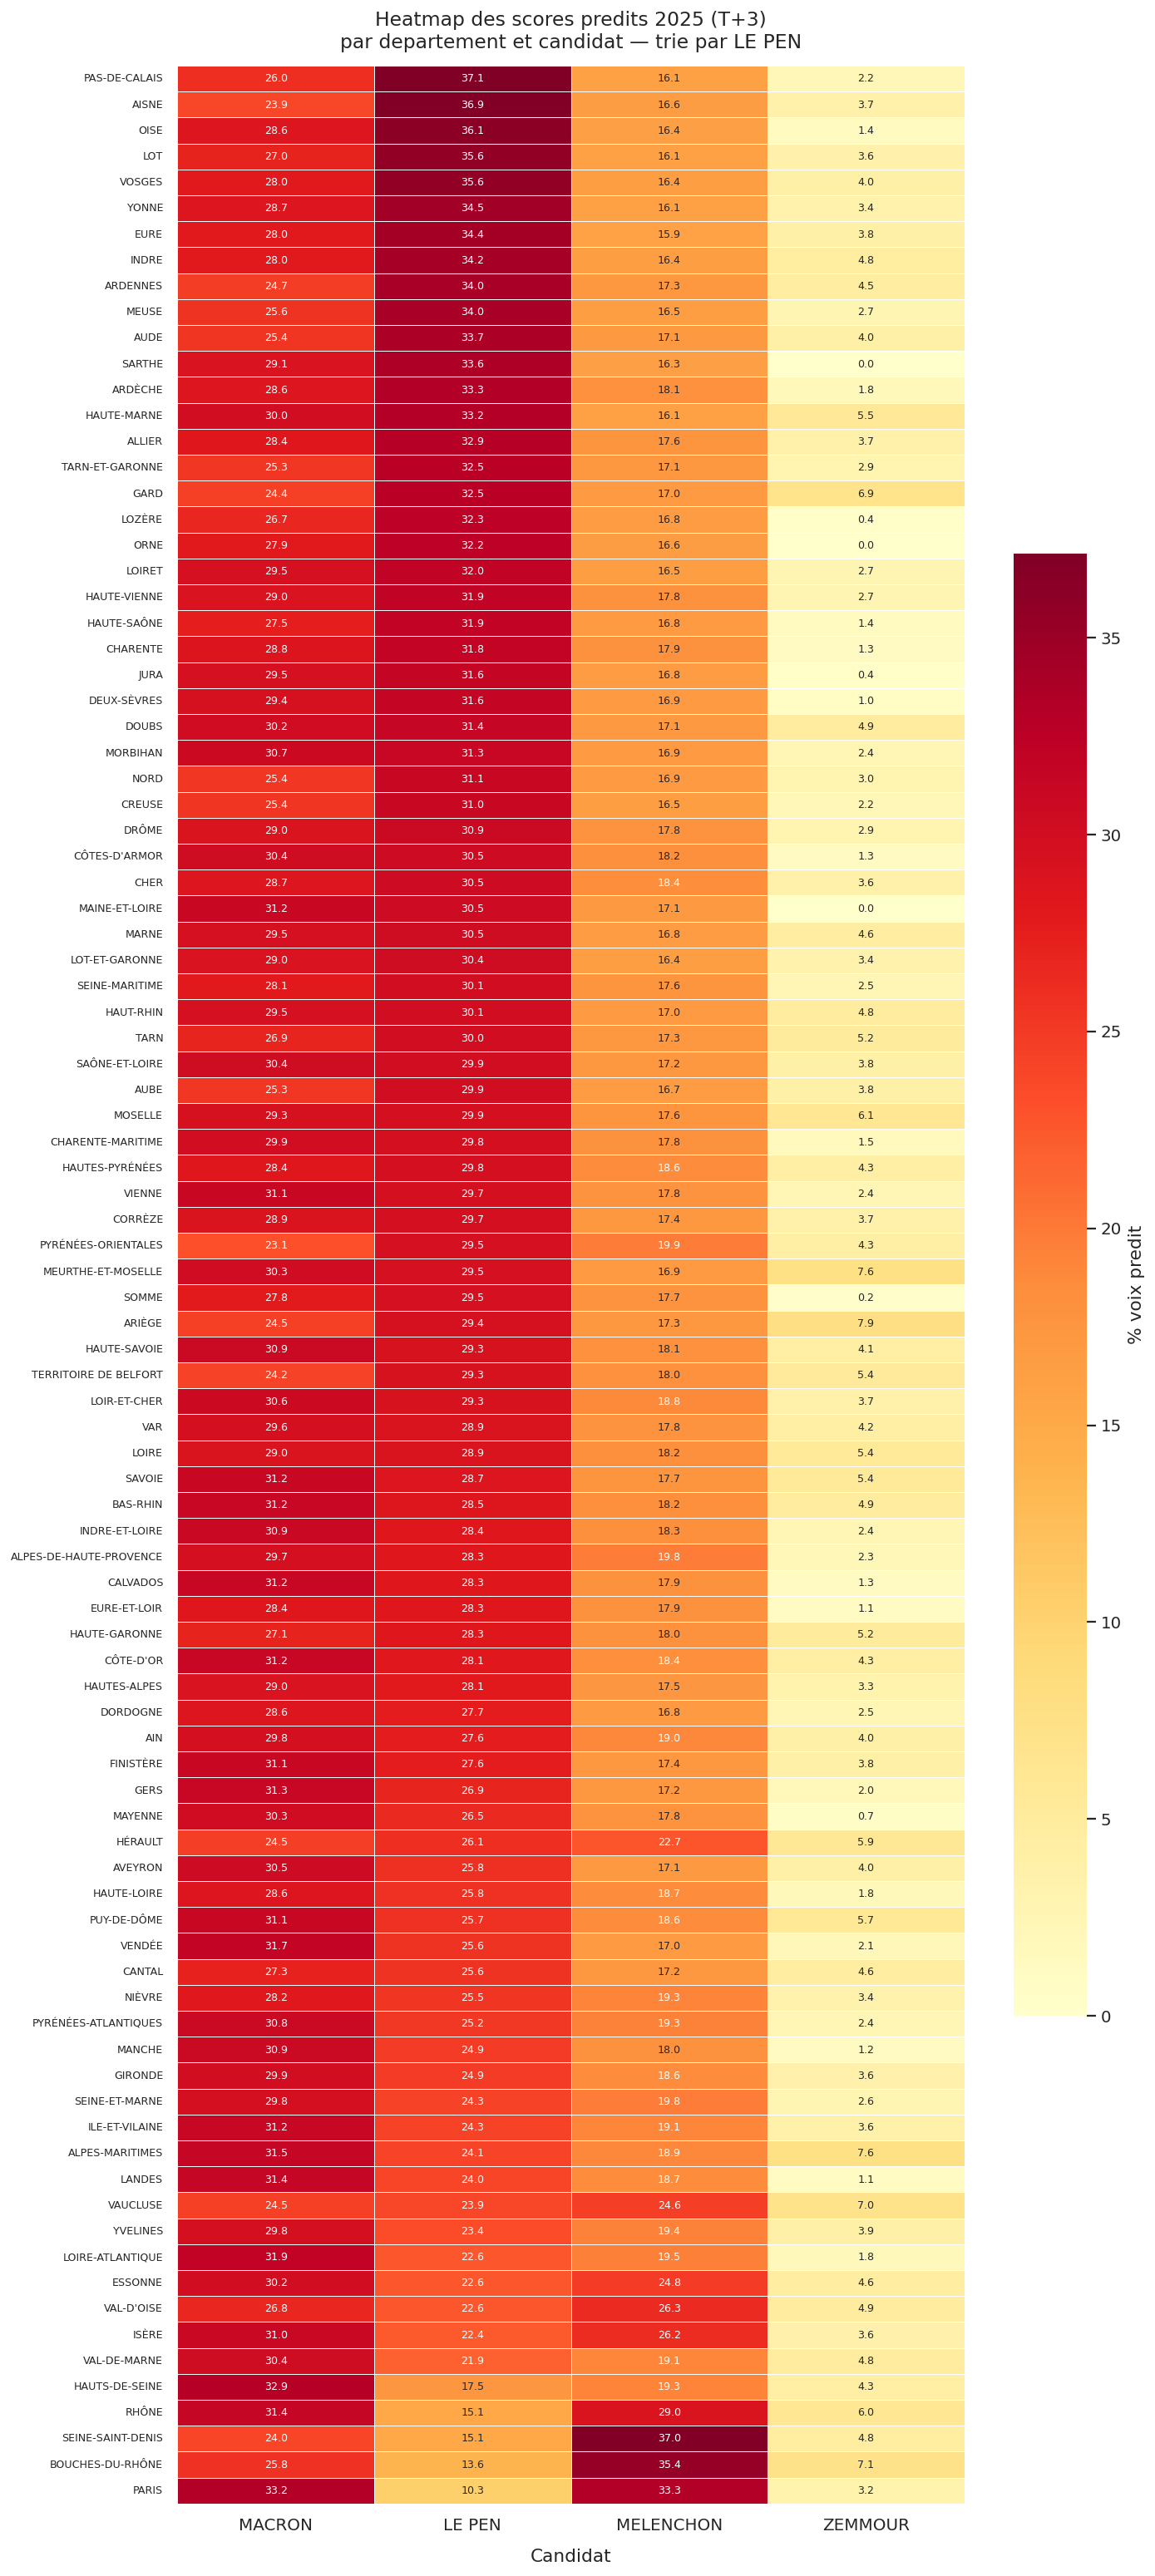 Heatmap des scores predits 2025 (T+3)
par departement et candidat — trie par LE PEN
PAS-DE-CALAIS 26.0 37.1 16.1 2.2
AISNE 23.9 36.9 16.6 3.7
OISE 28.6 36.1 16.4 1.4
LOT 27.0 35.6 16.1 3.6
VOSGES 28.0 35.6 16.4 4.0
YONNE 28.7 34.5 16.1 3.4
EURE 28.0 34.4 15.9 3.8
INDRE 28.0 34.2 16.4 4.8
ARDENNES 24.7 34.0 17.3 4.5
MEUSE 25.6 34.0 16.5 2.7
AUDE 25.4 33.7 17.1 4.0
SARTHE 29.1 33.6 16.3 0.0
ARDÈCHE 28.6 33.3 18.1 1.8
HAUTE-MARNE 30.0 33.2 16.1 5.5
ALLIER 28.4 32.9 17.6 3.7
TARN-ET-GARONNE 25.3 32.5 17.1 2.9
GARD 24.4 32.5 17.0 6.9
LOZÈRE 26.7 32.3 16.8 0.4
ORNE 27.9 32.2 16.6 0.0
LOIRET 29.5 32.0 16.5 2.7
HAUTE-VIENNE 29.0 31.9 17.8 2.7
HAUTE-SAÔNE 27.5 31.9 16.8 1.4
CHARENTE 28.8 31.8 17.9 1.3
JURA 29.5 31.6 16.8 0.4
DEUX-SÈVRES 29.4 31.6 16.9 1.0
DOUBS 30.2 31.4 17.1 4.9
MORBIHAN 30.7 31.3 16.9 2.4
NORD 25.4 31.1 16.9 3.0
CREUSE 25.4 31.0 16.5 2.2
DRÔME 29.0 30.9 17.8 2.9
CÔTES-D'ARMOR 30.4 30.5 18.2 1.3
CHER 28.7 30.5 18.4 3.6
MAINE-ET-LOIRE 31.2 30.5 17.1 0.0
MARNE 29.5 30.5 16.8 4.6
LOT-ET-GARONNE 29.0 30.4 16.4 3.4
SEINE-MARITIME 28.1 30.1 17.6 2.5
HAUT-RHIN 29.5 30.1 17.0 4.8
TARN 26.9 30.0 17.3 5.2
SAÔNE-ET-LOIRE 30.4 29.9 17.2 3.8
AUBE 25.3 29.9 16.7 3.8
MOSELLE 29.3 29.9 17.6 6.1
CHARENTE-MARITIME 29.9 29.8 17.8 1.5
HAUTES-PYRÉNÉES 28.4 29.8 18.6 4.3
VIENNE 31.1 29.7 17.8 2.4
CORRÈZE 28.9 29.7 17.4 3.7
PYRÉNÉES-ORIENTALES 23.1 29.5 19.9 4.3
MEURTHE-ET-MOSELLE 30.3 29.5 16.9 7.6
SOMME 27.8 29.5 17.7 0.2
ARIÈGE 24.5 29.4 17.3 7.9
HAUTE-SAVOIE 30.9 29.3 18.1 4.1
TERRITOIRE DE BELFORT 24.2 29.3 18.0 5.4
LOIR-ET-CHER 30.6 29.3 18.8 3.7
VAR 29.6 28.9 17.8 4.2
LOIRE 29.0 28.9 18.2 5.4
SAVOIE 31.2 28.7 17.7 5.4
BAS-RHIN 31.2 28.5 18.2 4.9
INDRE-ET-LOIRE 30.9 28.4 18.3 2.4
ALPES-DE-HAUTE-PROVENCE 29.7 28.3 19.8 2.3
CALVADOS 31.2 28.3 17.9 1.3
EURE-ET-LOIR 28.4 28.3 17.9 1.1
HAUTE-GARONNE 27.1 28.3 18.0 5.2
CÔTE-D'OR 31.2 28.1 18.4 4.3
HAUTES-ALPES 29.0 28.1 17.5 3.3
DORDOGNE 28.6 27.7 16.8 2.5
AIN 29.8 27.6 19.0 4.0
FINISTÈRE 31.1 27.6 17.4 3.8
GERS 31.3 26.9 17.2 2.0
MAYENNE 30.3 26.5 17.8 0.7
HÉRAULT 24.5 26.1 22.7 5.9
AVEYRON 30.5 25.8 17.1 4.0
HAUTE-LOIRE 28.6 25.8 18.7 1.8
PUY-DE-DÔME 31.1 25.7 18.6 5.7
VENDÉE 31.7 25.6 17.0 2.1
CANTAL 27.3 25.6 17.2 4.6
NIÈVRE 28.2 25.5 19.3 3.4
PYRÉNÉES-ATLANTIQUES 30.8 25.2 19.3 2.4
MANCHE 30.9 24.9 18.0 1.2
GIRONDE 29.9 24.9 18.6 3.6
SEINE-ET-MARNE 29.8 24.3 19.8 2.6
ILE-ET-VILAINE 31.2 24.3 19.1 3.6
ALPES-MARITIMES 31.5 24.1 18.9 7.6
LANDES 31.4 24.0 18.7 1.1
VAUCLUSE 24.5 23.9 24.6 7.0
YVELINES 29.8 23.4 19.4 3.9
LOIRE-ATLANTIQUE 31.9 22.6 19.5 1.8
ESSONNE 30.2 22.6 24.8 4.6
VAL-D'OISE 26.8 22.6 26.3 4.9
ISÈRE 31.0 22.4 26.2 3.6
VAL-DE-MARNE 30.4 21.9 19.1 4.8
HAUTS-DE-SEINE 32.9 17.5 19.3 4.3
RHÔNE 31.4 15.1 29.0 6.0
SEINE-SAINT-DENIS 24.0 15.1 37.0 4.8
BOUCHES-DU-RHÔNE 25.8 13.6 35.4 7.1
PARIS 33.2 10.3 33.3 3.2
MACRON LE PEN MELENCHON ZEMMOUR
Candidat
35
30
25
20
15
10
5
0
% voix predit